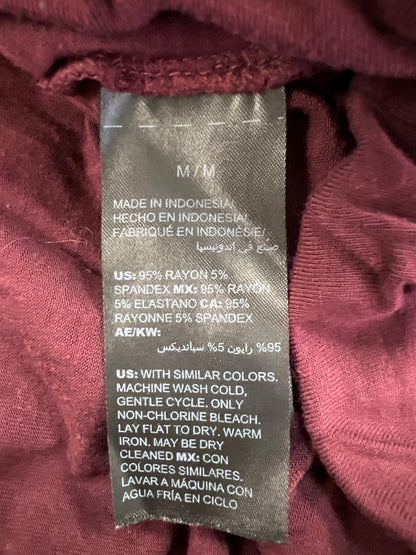 M / M
MADE IN INDONESIA/
HECHO EN INDONESIA/
FABRIQUÉ EN INDONÉSIE/
صنع في إندونيسيا
US: 95% RAYON 5%
SPANDEX MX: 95% RAYÓN
5% ELASTANO CA: 95%
RAYONNE 5% SPANDEX
AE/KW:
95% رايون 5% سباندیکس
US: WITH SIMILAR COLORS.
MACHINE WASH COLD,
GENTLE CYCLE. ONLY
NON-CHLORINE BLEACH.
LAY FLAT TO DRY. WARM
IRON. MAY BE DRY
CLEANED MX: CON
COLORES SIMILARES.
LAVAR A MÁQUINA CON
AGUA FRÍA EN CICLO